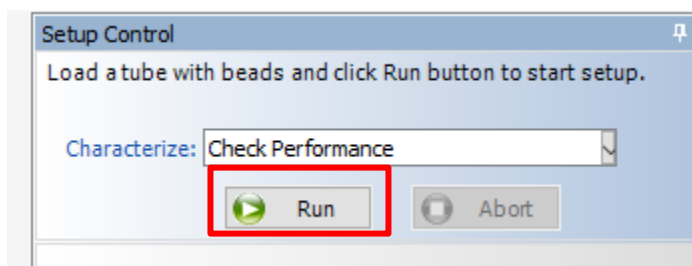 Setup Control
Load a tube with beads and click Run button to start setup.
Characterize: Check Performance
Run Abort